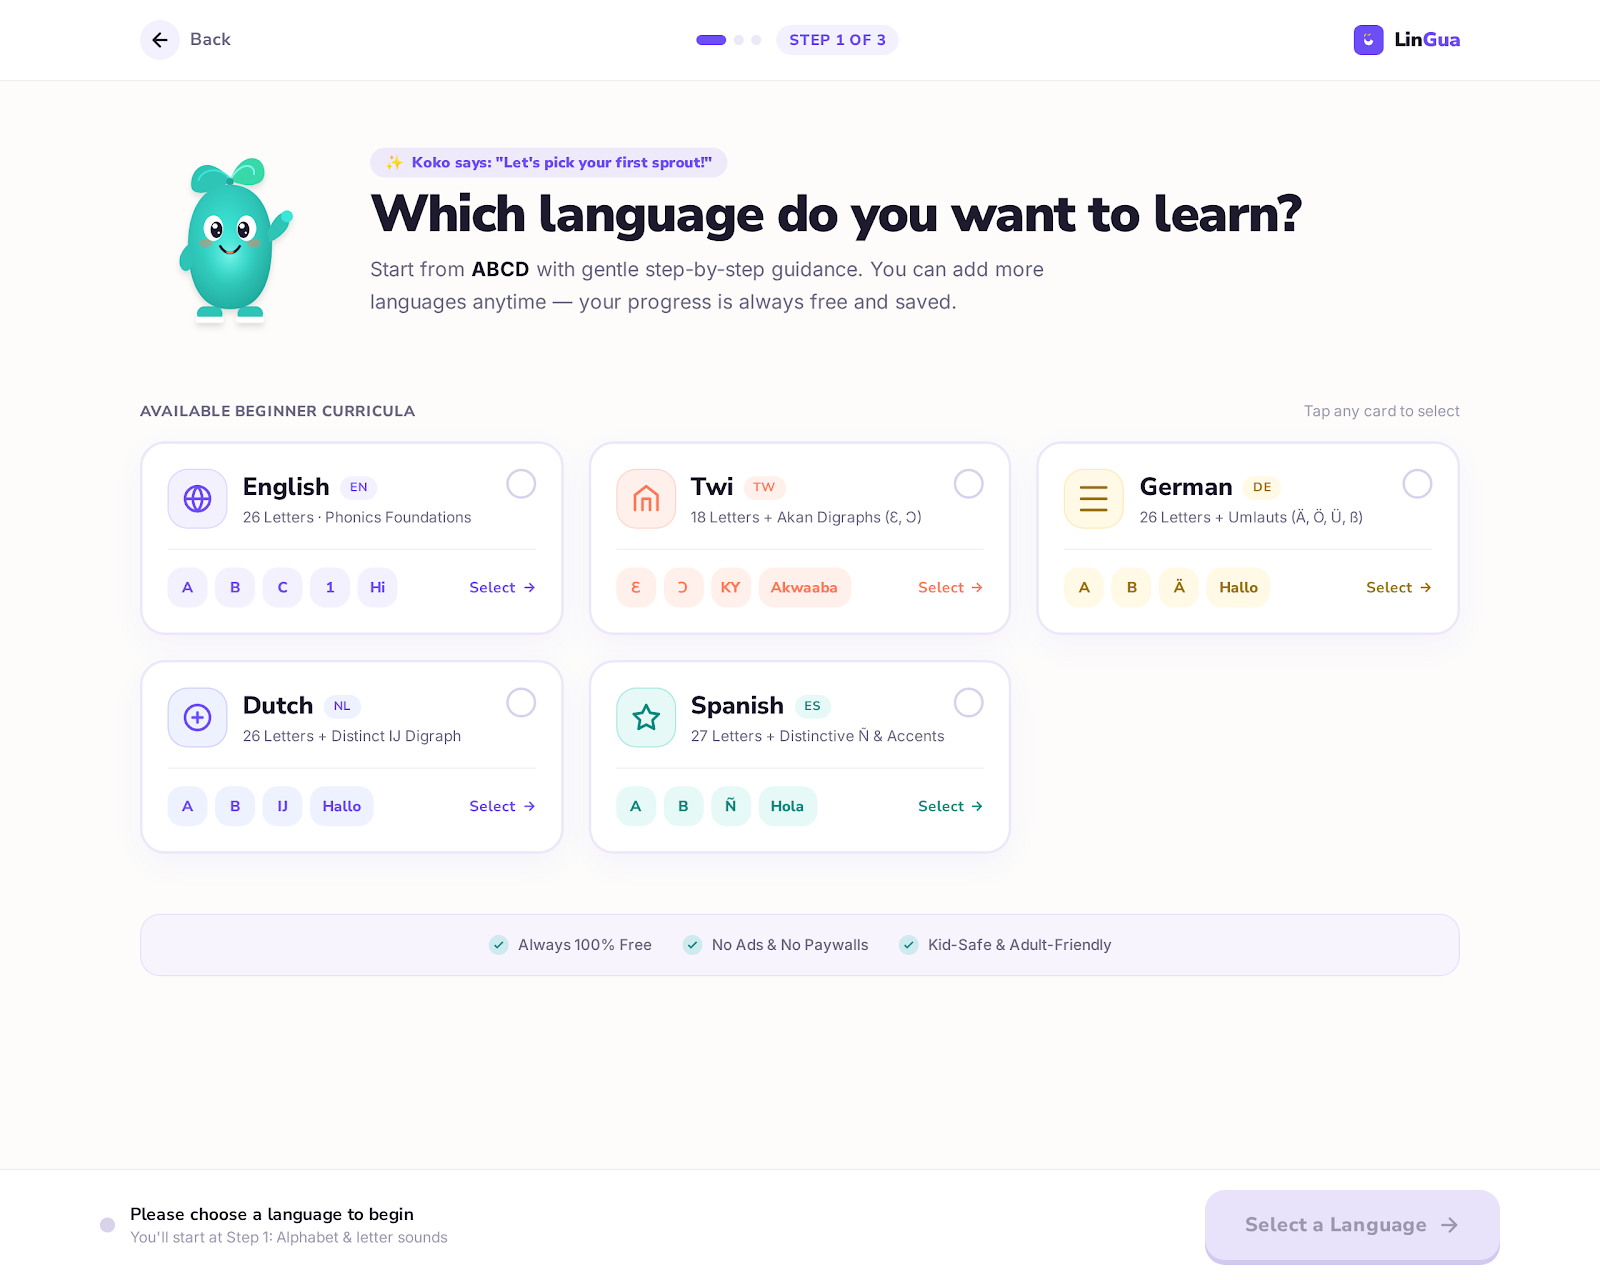 Back
STEP 1 OF 3
LinGua
✨ Koko says: "Let's pick your first sprout!"
Which language do you want to learn?
Start from ABCD with gentle step-by-step guidance. You can add more
languages anytime — your progress is always free and saved.
AVAILABLE BEGINNER CURRICULA
Tap any card to select
English EN
26 Letters · Phonics Foundations
A B C 1 Hi Select →
Twi TW
18 Letters + Akan Digraphs (Ɛ, Ɔ)
Ɛ Ɔ KY Akwaaba Select →
German DE
26 Letters + Umlauts (Ä, Ö, Ü, ß)
A B Ä Hallo Select →
Dutch NL
26 Letters + Distinct IJ Digraph
A B IJ Hallo Select →
Spanish ES
27 Letters + Distinctive Ñ & Accents
A B Ñ Hola Select →
Always 100% Free
No Ads & No Paywalls
Kid-Safe & Adult-Friendly
Please choose a language to begin
You'll start at Step 1: Alphabet & letter sounds
Select a Language →